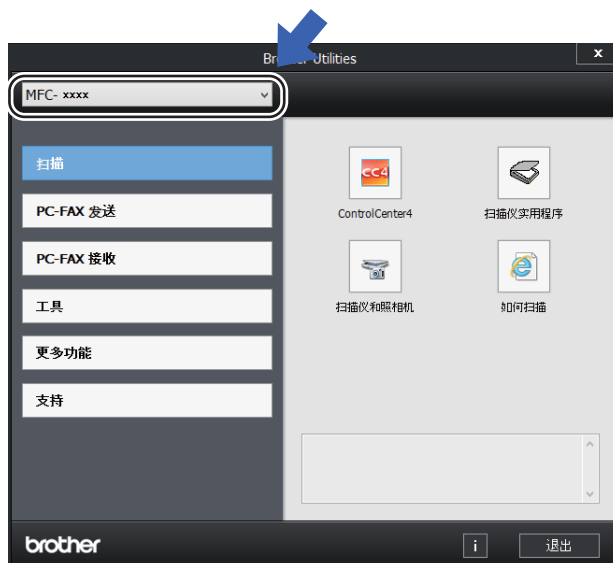 Brother Utilities
x
MFC- xxxx
扫描
PC-FAX 发送
PC-FAX 接收
工具
更多功能
支持
CC4
ControlCenter4
扫描仪实用程序
扫描仪和照相机
如何扫描
brother
i
退出